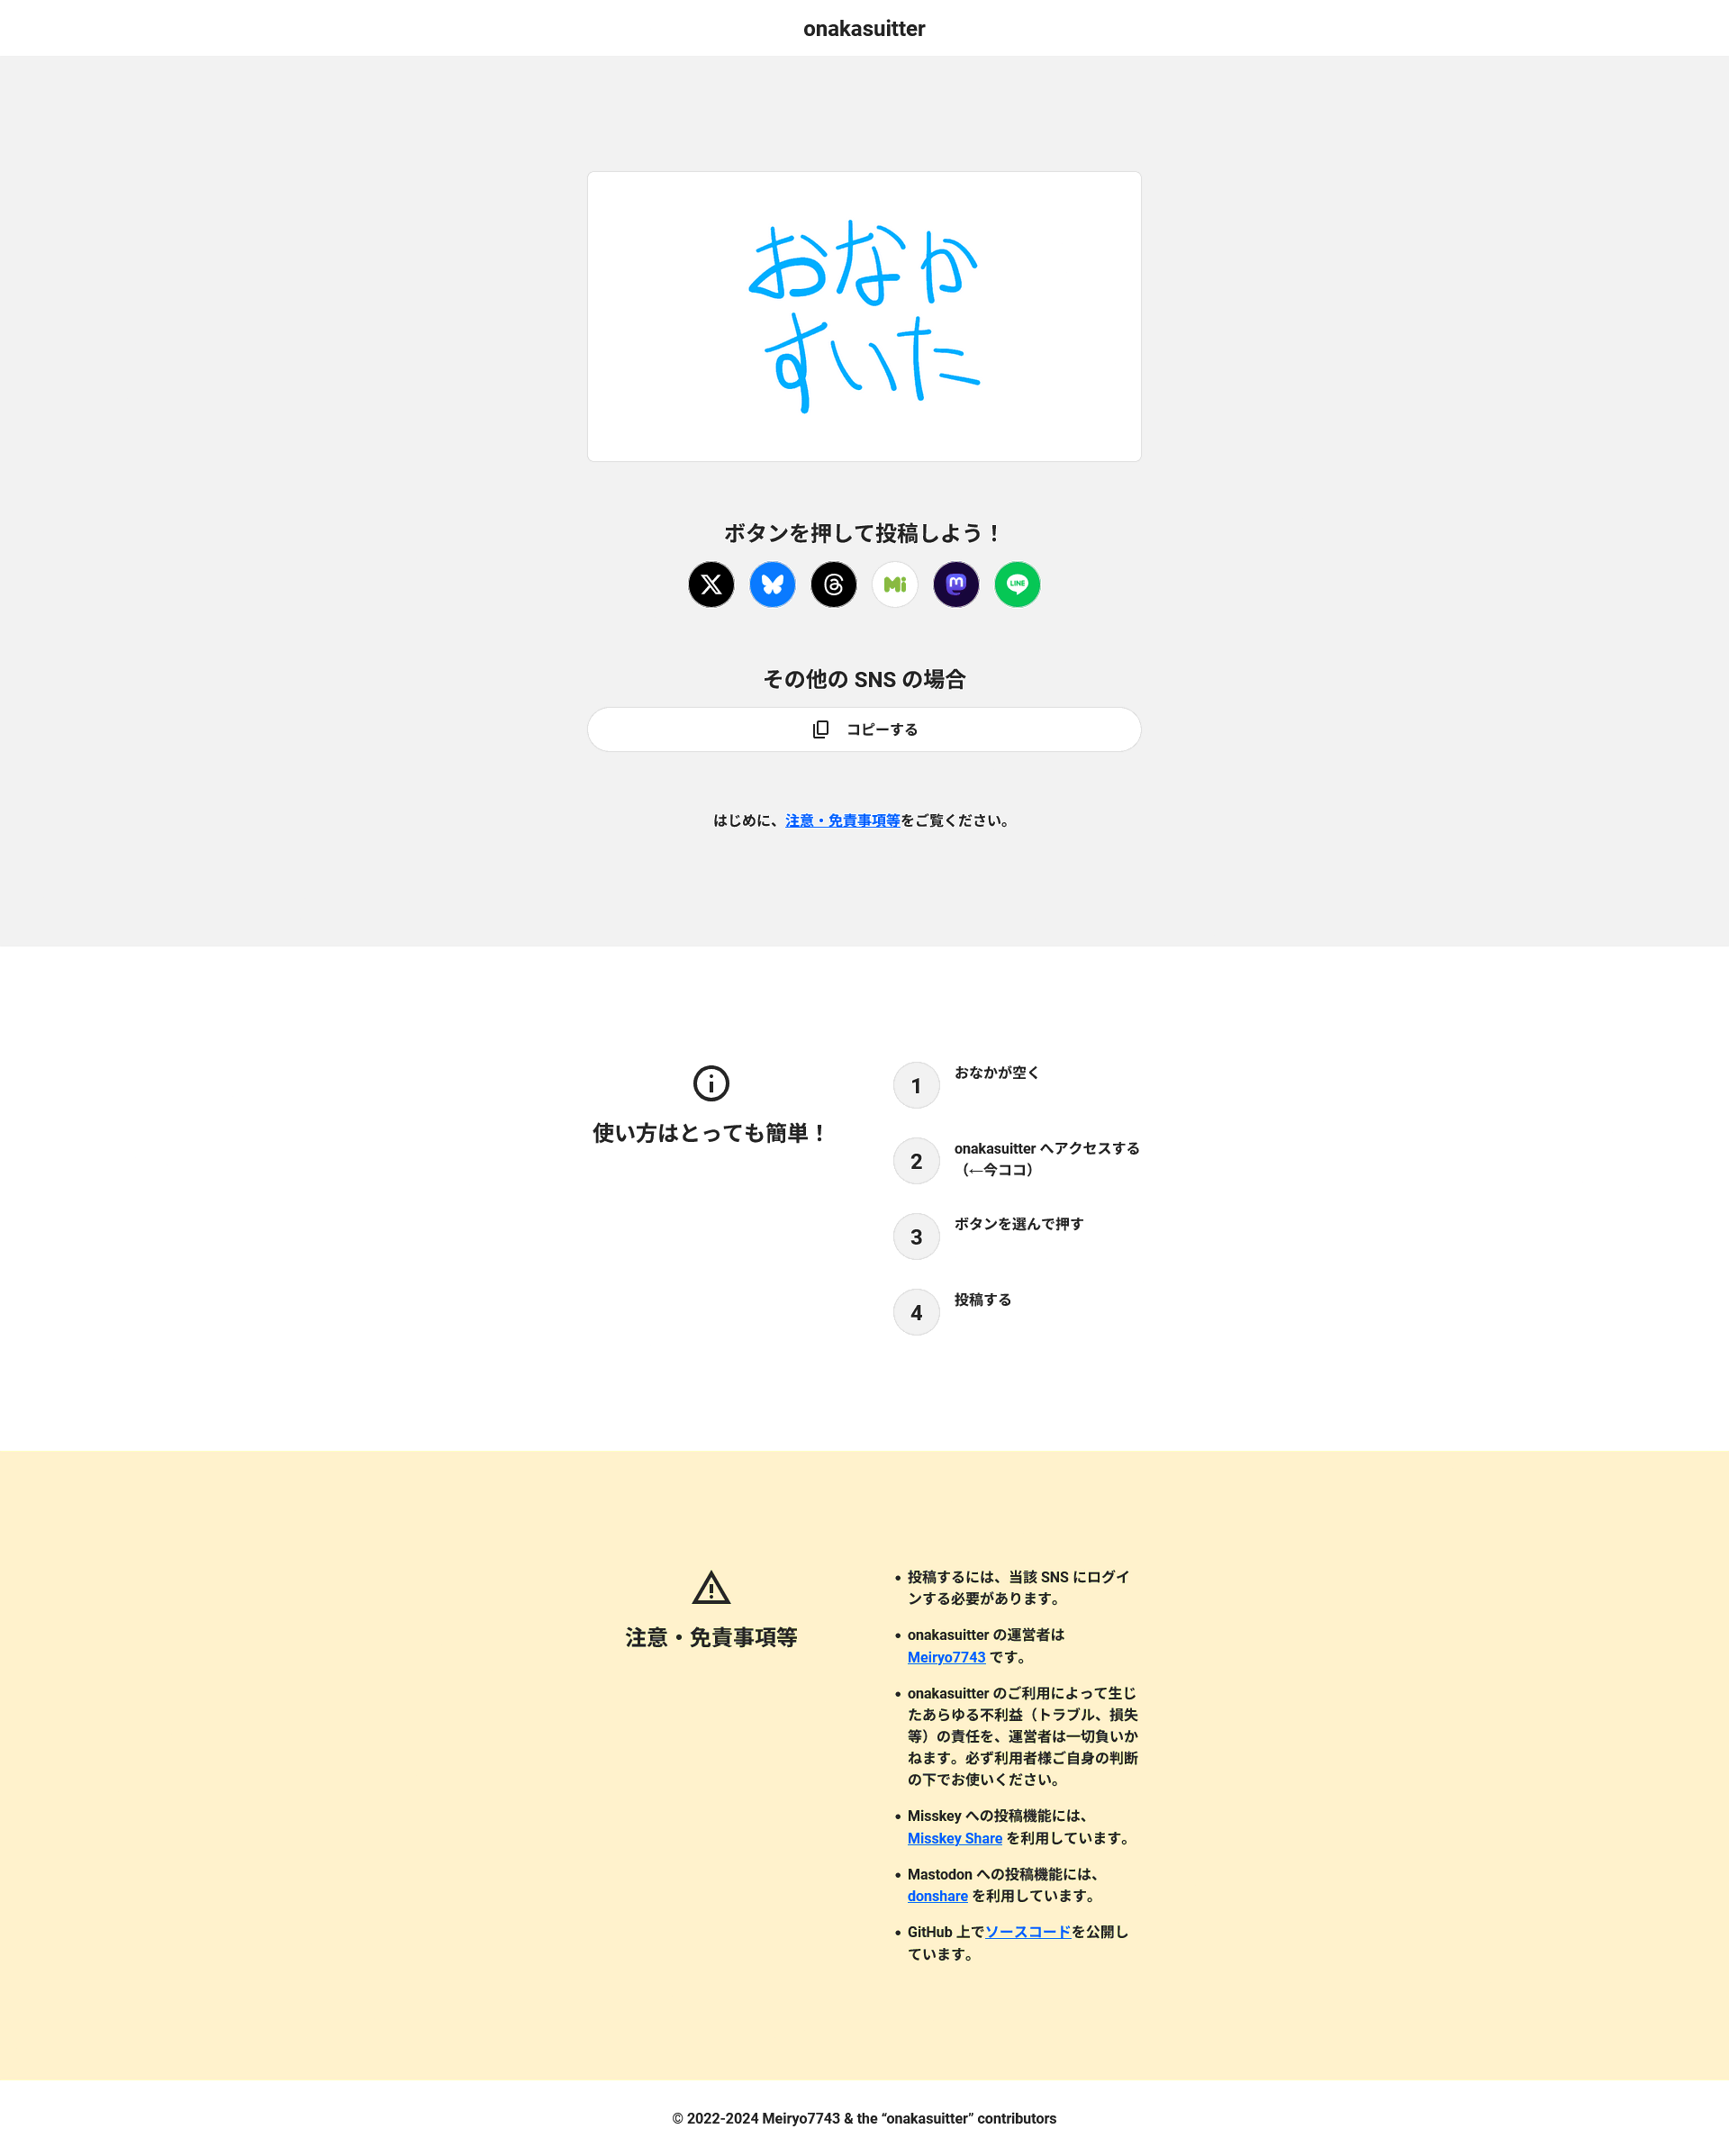 onakasuitter
おなか
すいた
ボタンを押して投稿しよう！
Mi
m
LINE
その他の SNS の場合
コピーする
はじめに、注意・免責事項等をご覧ください。
使い方はとっても簡単！
1
おなかが空く
2
onakasuitter へアクセスする
（←今ココ）
3
ボタンを選んで押す
4
投稿する
注意・免責事項等
• 投稿するには、当該 SNS にログイ
ンする必要があります。
• onakasuitter の運営者は
Meiryo7743 です。
• onakasuitter のご利用によって生じ
たあらゆる不利益（トラブル、損失
等）の責任を、運営者は一切負いか
ねます。必ず利用者様ご自身の判断
の下でお使いください。
• Misskey への投稿機能には、
Misskey Share を利用しています。
• Mastodon への投稿機能には、
donshare を利用しています。
• GitHub 上でソースコードを公開し
ています。
© 2022-2024 Meiryo7743 & the “onakasuitter” contributors